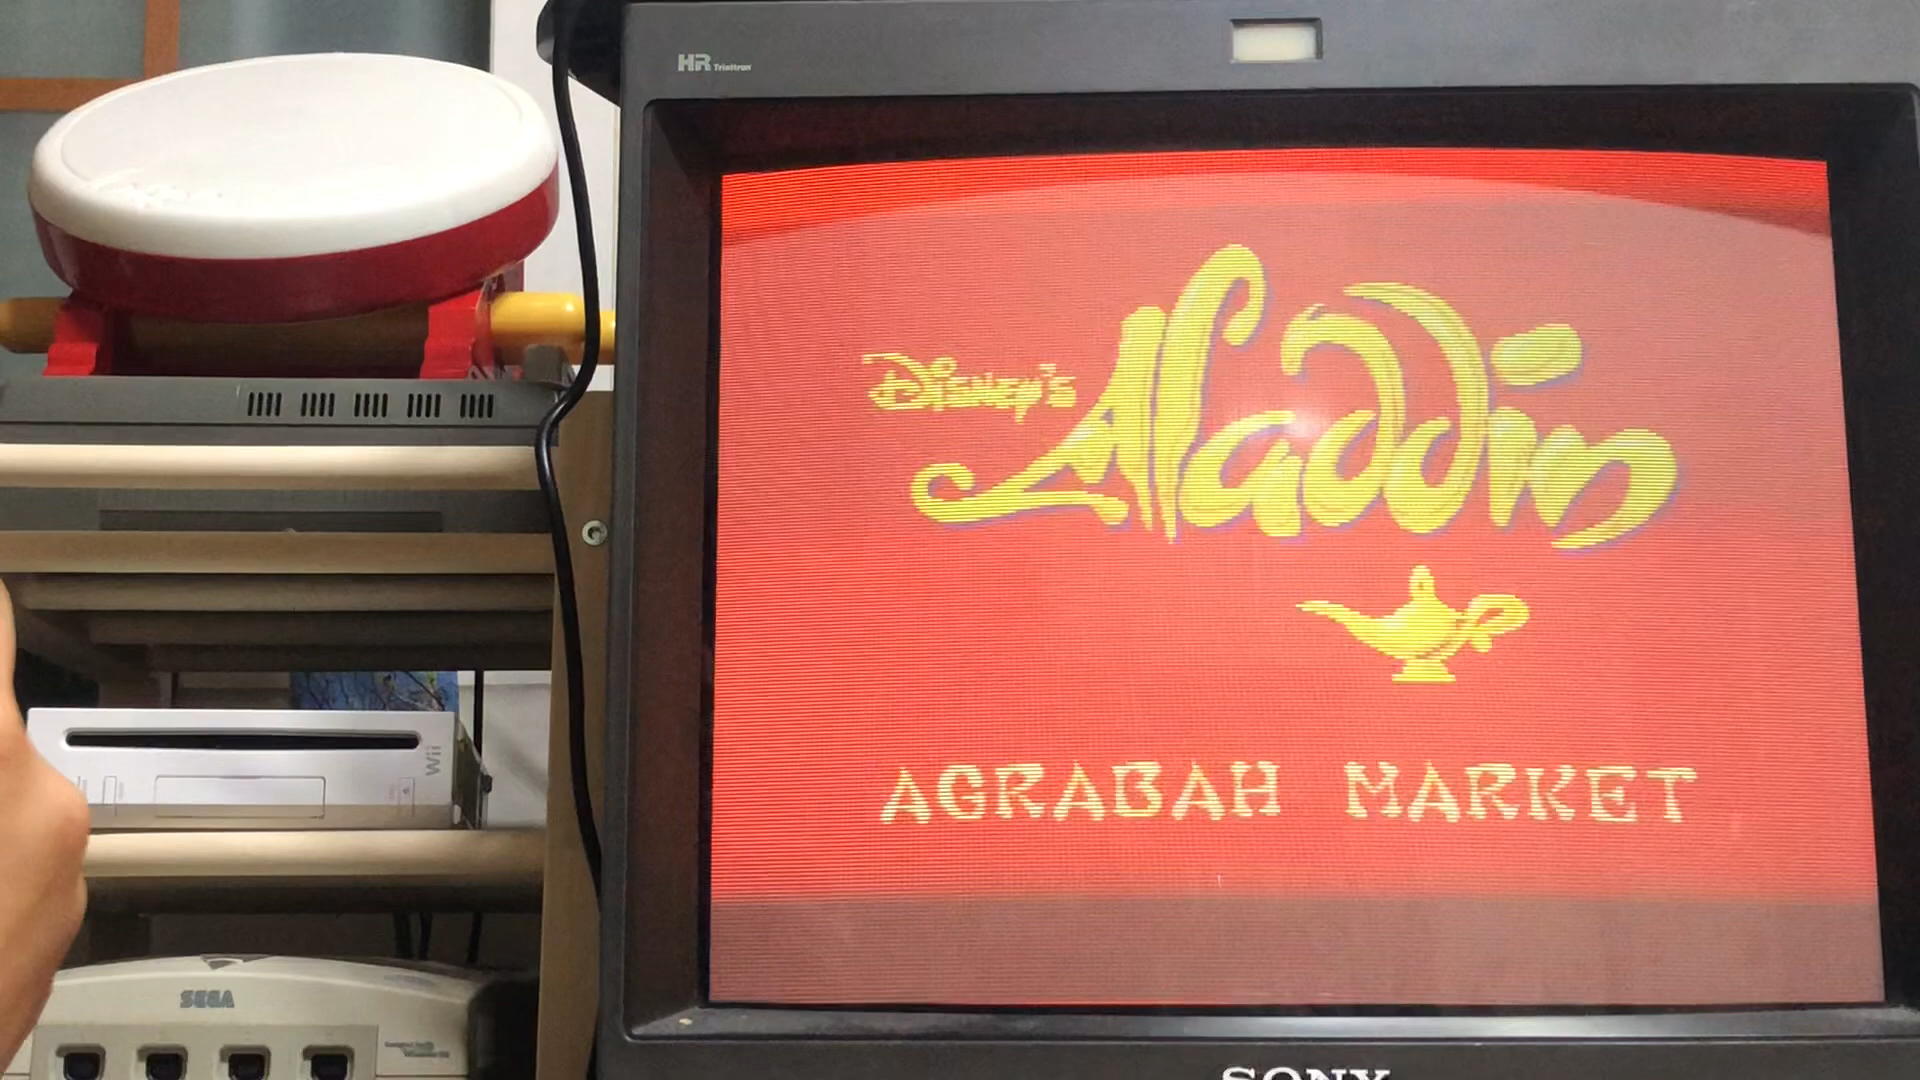 HR Trinitron
DISNEY'S
Aladdin
AGRABAH MARKET
Wii
SEGA
SONY